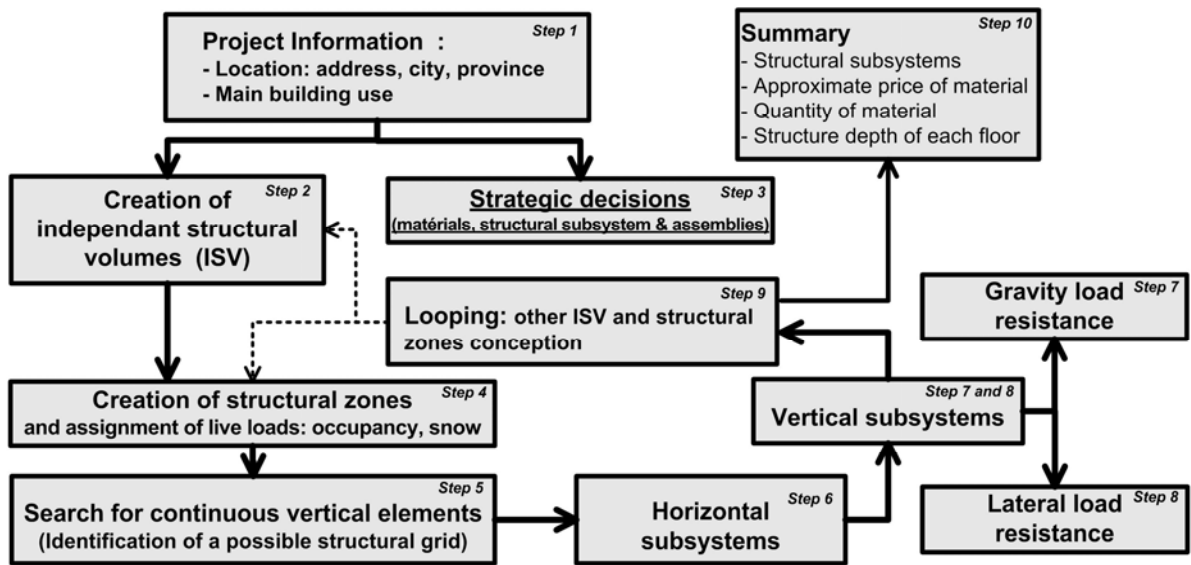 Step 1
Project Information :
- Location: address, city, province
- Main building use
Step 10
Summary
- Structural subsystems
- Approximate price of material
- Quantity of material
- Structure depth of each floor
Step 2
Creation of
independant structural
volumes (ISV)
Step 3
Strategic decisions
(matérials, structural subsystem & assemblies)
Step 9
Looping: other ISV and structural
zones conception
Gravity load Step 7
resistance
Step 4
Creation of structural zones
and assignment of live loads: occupancy, snow
Step 7 and 8
Vertical subsystems
Step 5
Search for continuous vertical elements
(Identification of a possible structural grid)
Step 6
Horizontal
subsystems
Lateral load Step 8
resistance